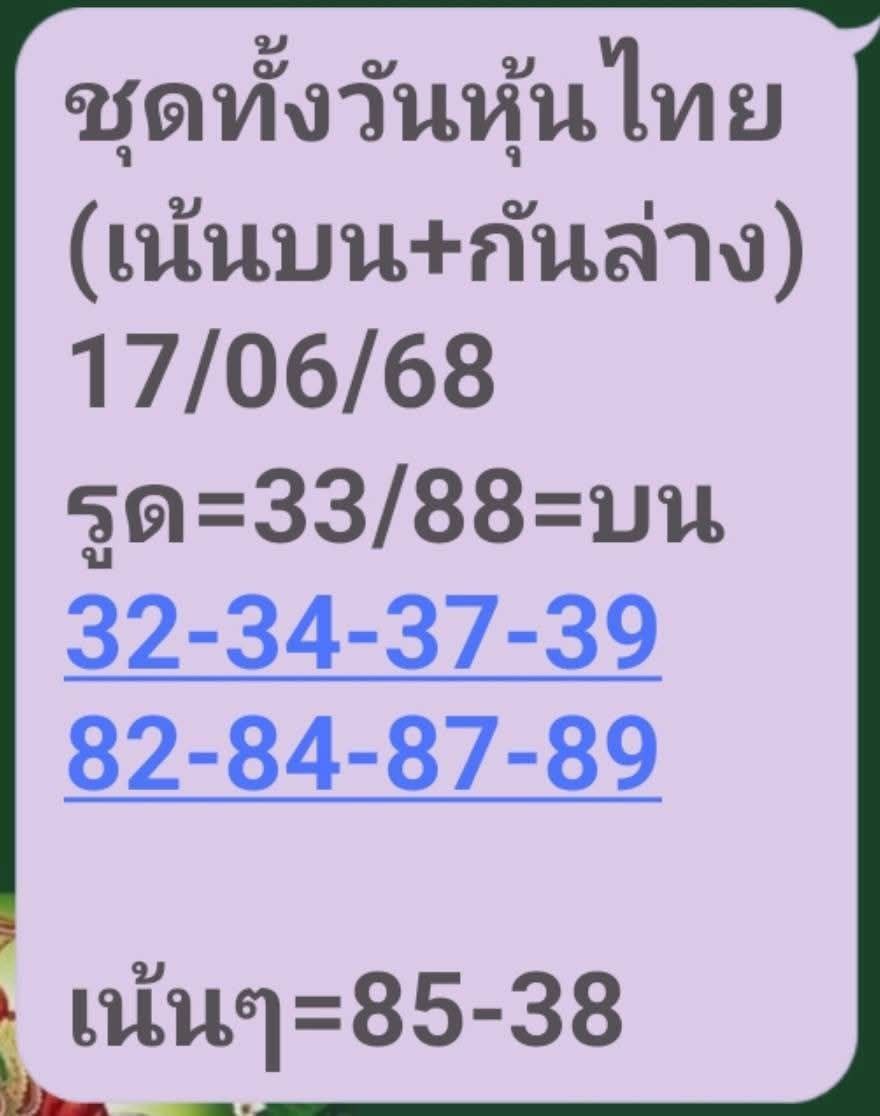 ชุดทั้งวันหุ้นไทย
(เน้นบน+กันล่าง)
17/06/68
รูด=33/88=บน
32-34-37-39
82-84-87-89
เน้นๆ=85-38